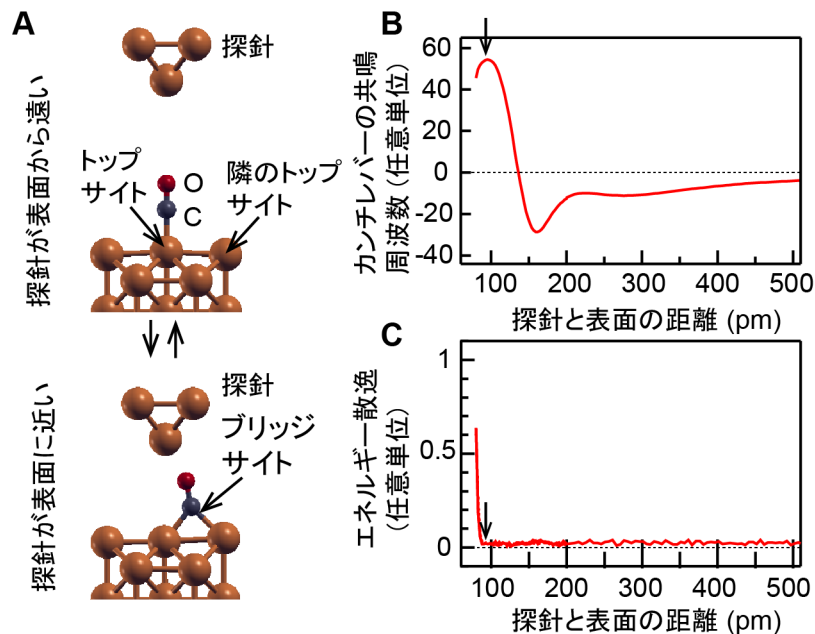 A
探針が表面から遠い
探針
トップ
サイト
O
C
隣のトップ
サイト
探針が表面に近い
探針
ブリッジ
サイト
B
カンチレバーの共鳴
周波数 (任意単位)
60
40
20
0
-20
-40
100
200
300
400
500
探針と表面の距離 (pm)
C
エネルギー散逸
(任意単位)
1
0.5
0
100
200
300
400
500
探針と表面の距離 (pm)